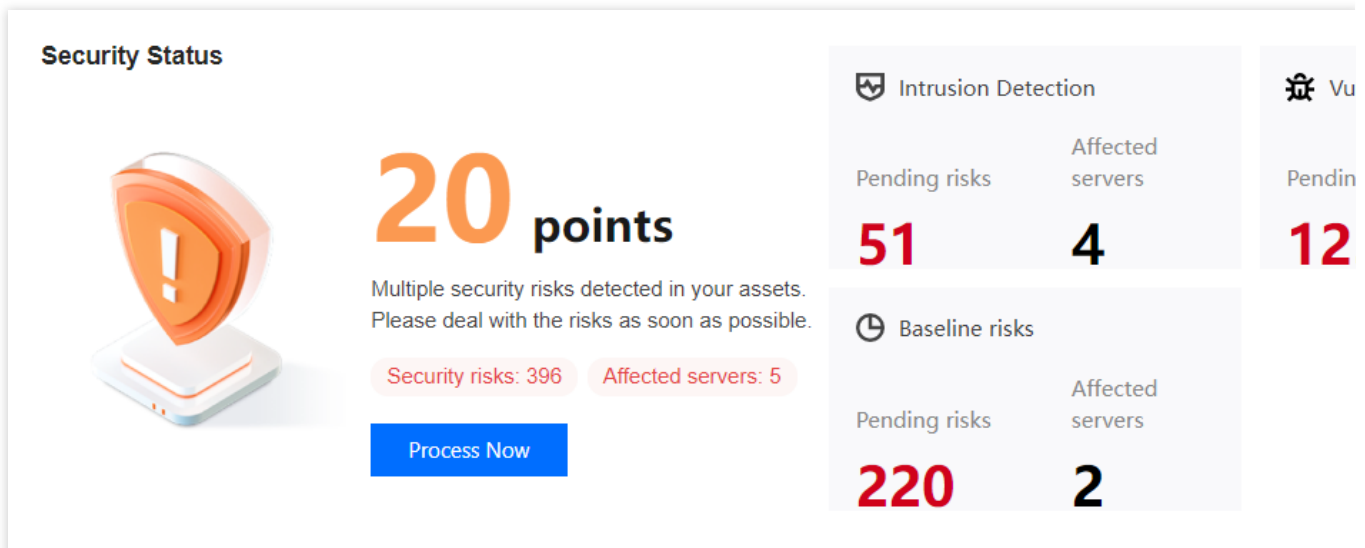 Security Status
20 points
Multiple security risks detected in your assets.
Please deal with the risks as soon as possible.
Security risks: 396
Affected servers: 5
Process Now
Intrusion Detection
Pending risks
Affected
servers
51
4
Baseline risks
Pending risks
Affected
servers
220
2